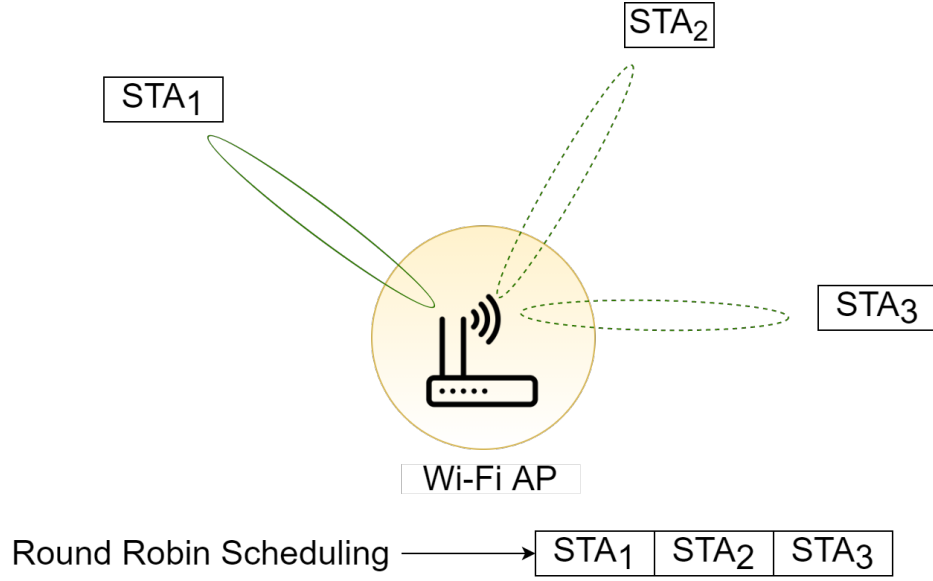 STA₂
STA₁
STA₃
Wi-Fi AP
Round Robin Scheduling STA₁ STA₂ STA₃